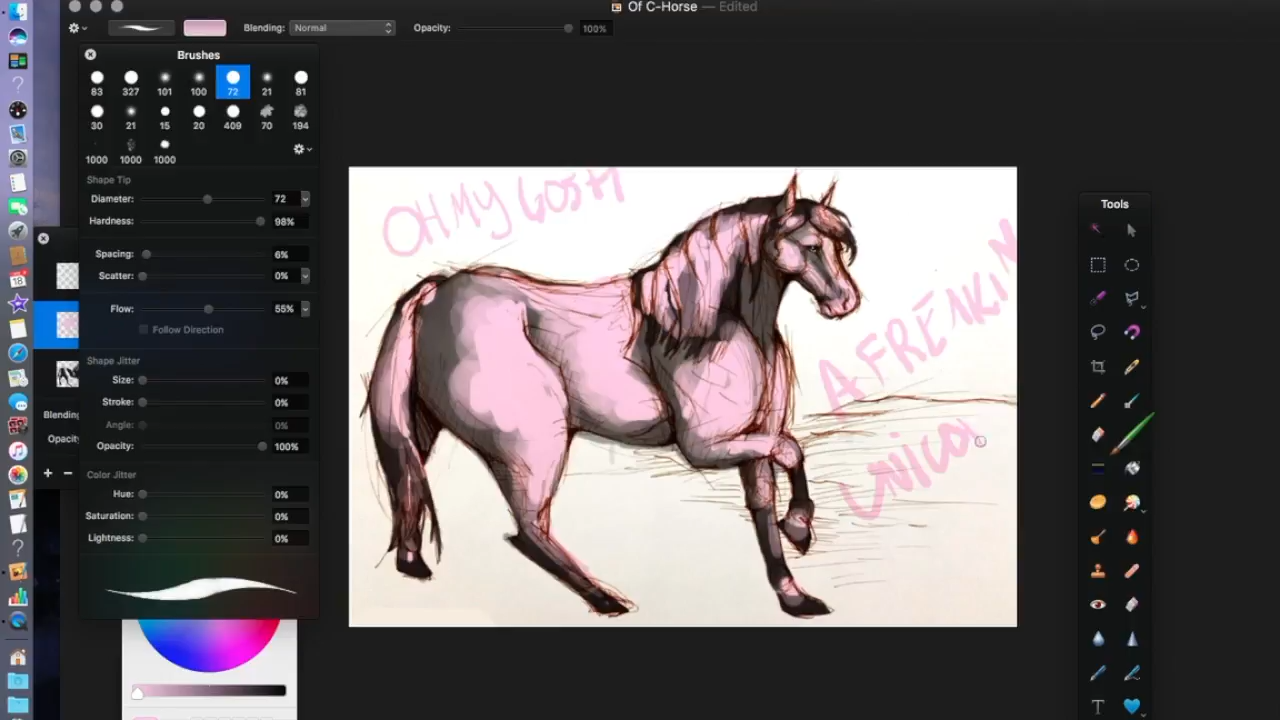 Of C-Horse — Edited
Blending: Normal Opacity: 100%
Brushes
83 327 101 100 72 21 81
30 21 15 20 409 70 194
1000 1000 1000
Shape Tip
Diameter: 72
Hardness: 98%
Spacing: 6%
Scatter: 0%
Flow: 55%
Follow Direction
Shape Jitter
Size: 0%
Stroke: 0%
Angle: 0%
Opacity: 100%
Color Jitter
Hue: 0%
Saturation: 0%
Lightness: 0%
Blending
Opacity
Tools
OH MY GOSH
A FREAKIN
UNICO
18